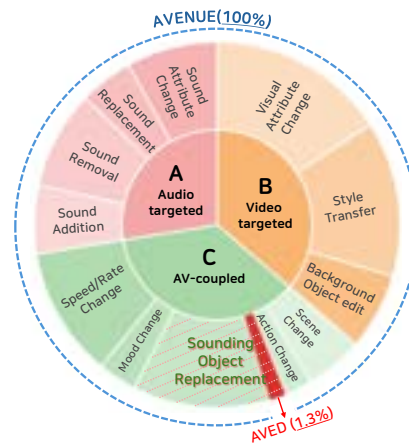 AVENUE(100%)
Sound
Attribute
Change
Sound
Replacement
Sound
Removal
Sound
Addition
A
Audio
targeted
Visual
Attribute
Change
Style
Transfer
Background
Object edit
B
Video
targeted
C
AV-coupled
Speed/Rate
Change
Mood Change
Sounding
Object
Replacement
Action Change
Scene
Change
AVED (1.3%)